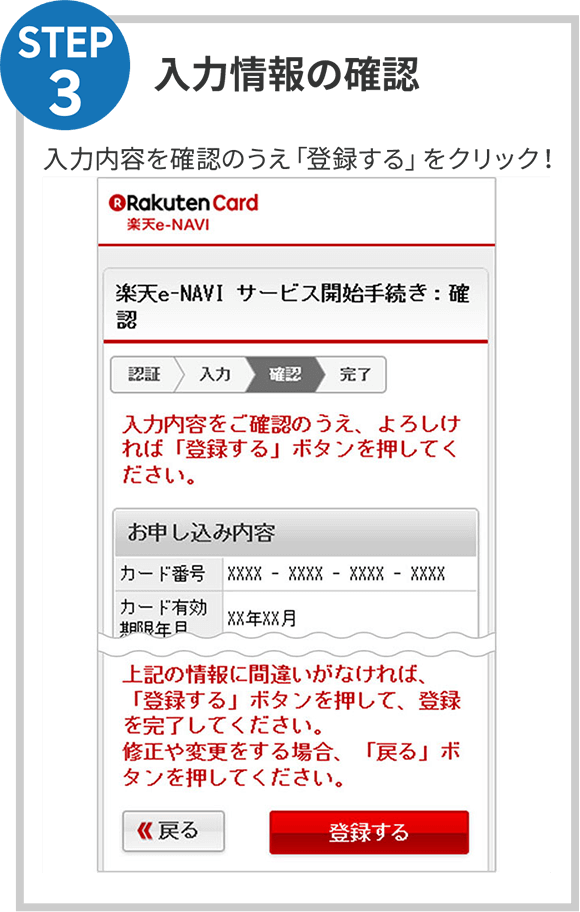 STEP
3
入力情報の確認
入力内容を確認のうえ「登録する」をクリック！
Rakuten Card
楽天e-NAVI
楽天e-NAVI サービス開始手続き：確
認
認証 入力 確認 完了
入力内容をご確認のうえ、よろしけ
れば「登録する」ボタンを押してく
ださい。
お申し込み内容
カード番号 XXXX - XXXX - XXXX - XXXX
カード有効
期限年月 XX年XX月
上記の情報に間違いがなければ、
「登録する」ボタンを押して、登録
を完了してください。
修正や変更をする場合、「戻る」ボ
タンを押してください。
戻る 登録する